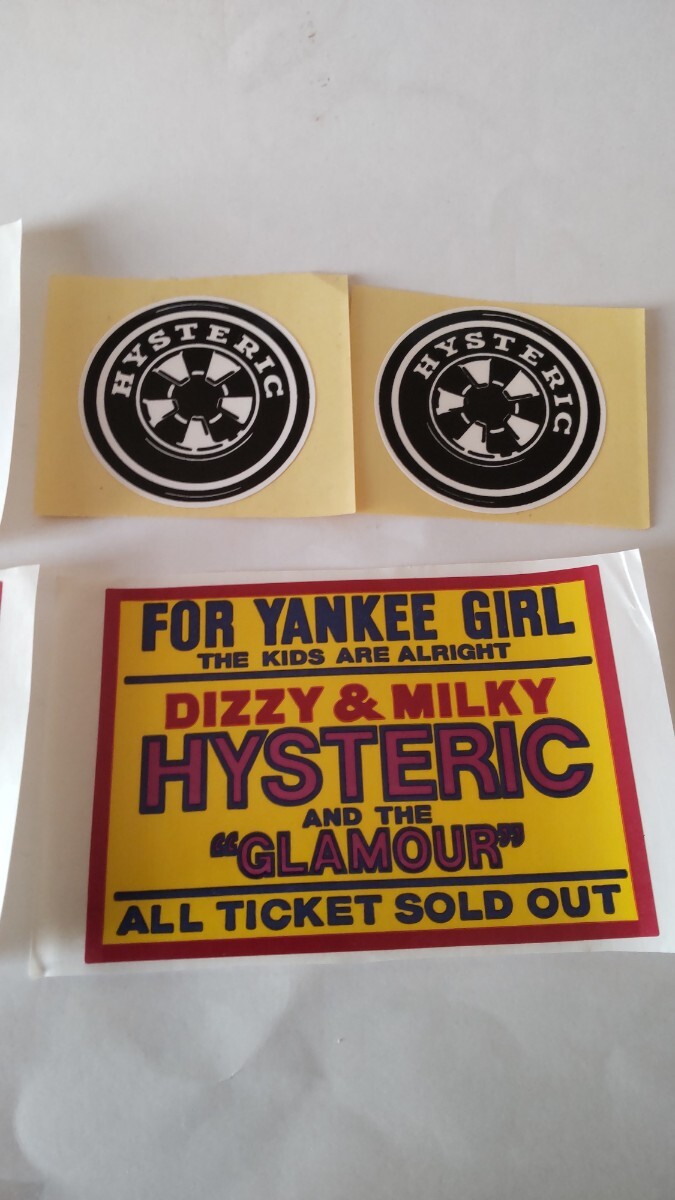 HYSTERIC
HYSTERIC
FOR YANKEE GIRL
THE KIDS ARE ALRIGHT
DIZZY & MILKY
HYSTERIC
AND THE
"GLAMOUR"
ALL TICKET SOLD OUT